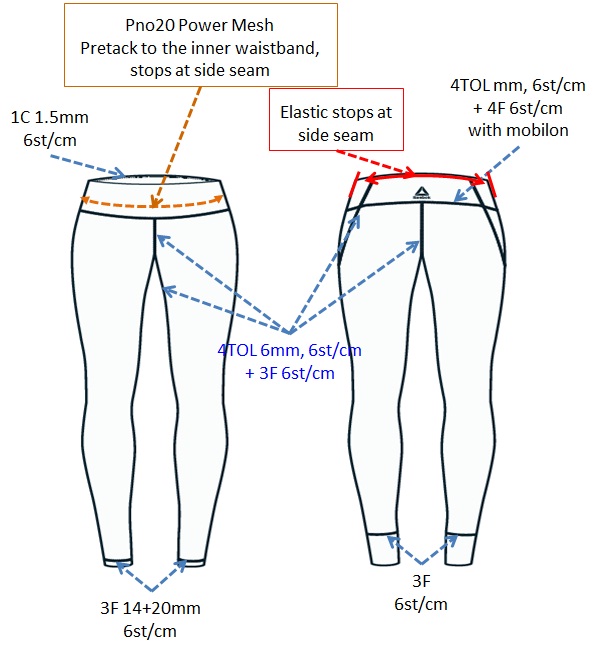 Pno20 Power Mesh
Pretack to the inner waistband,
stops at side seam
1C 1.5mm
6st/cm
Elastic stops at
side seam
4TOL mm, 6st/cm
+ 4F 6st/cm
with mobilon
4TOL 6mm, 6st/cm
+ 3F 6st/cm
3F 14+20mm
6st/cm
3F
6st/cm